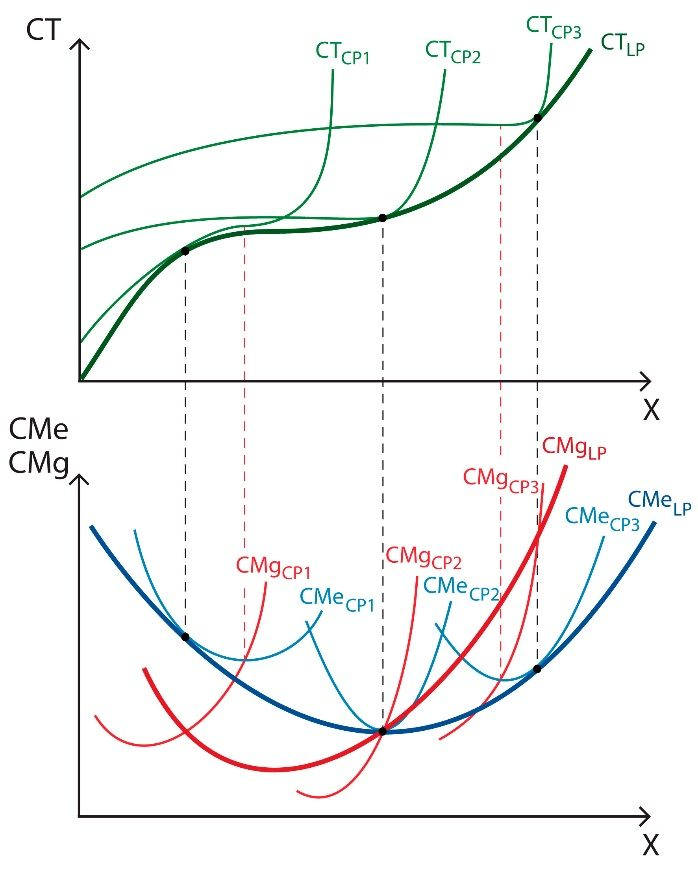 CT
CT_CP1
CT_CP2
CT_CP3
CT_LP
X
CMe
CMg
CMg_CP1
CMe_CP1
CMg_CP2
CMe_CP2
CMg_CP3
CMg_LP
CMe_CP3
CMe_LP
X